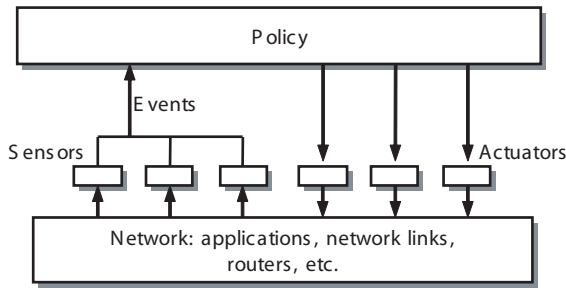 Policy
Events
Sensors
Actuators
Network: applications, network links,
routers, etc.